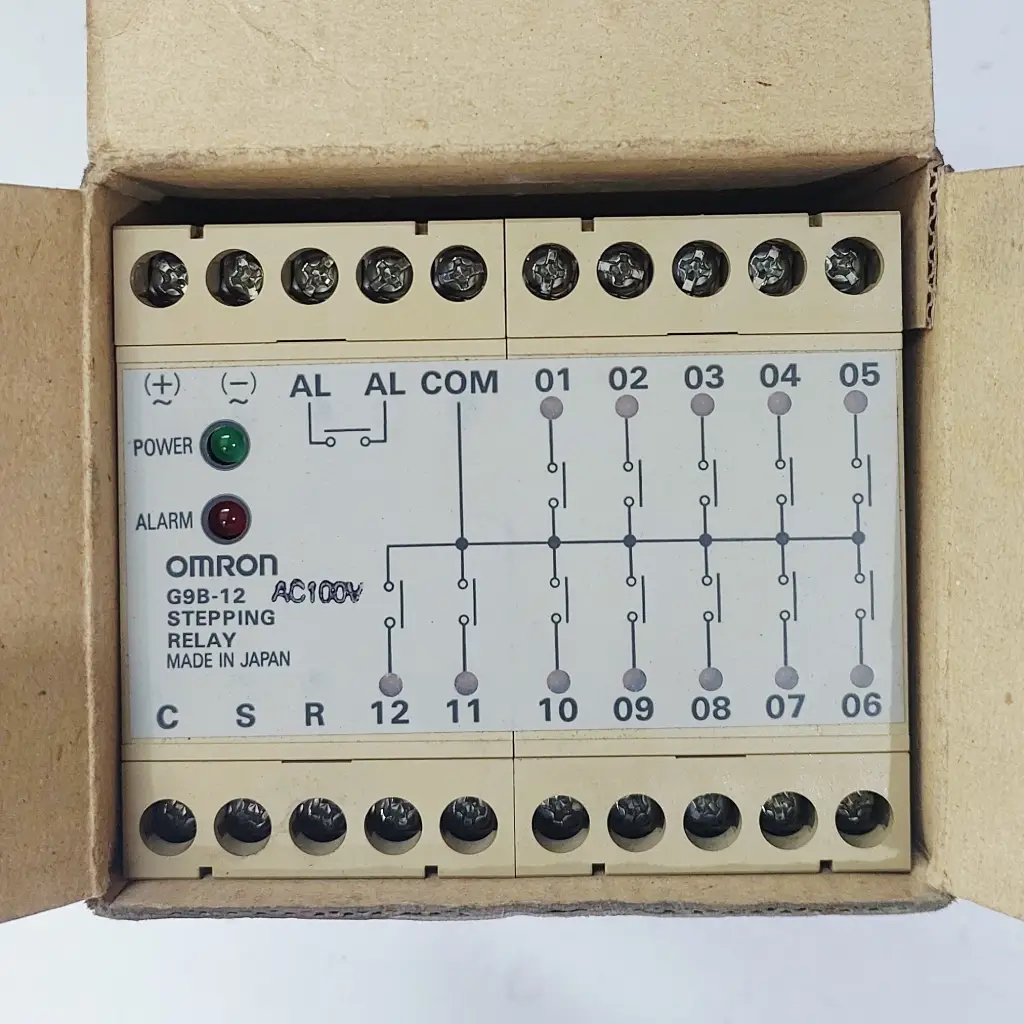 (+) (−) AL AL COM 01 02 03 04 05
~ ~
POWER
ALARM
OMRON
G9B-12 AC100V
STEPPING
RELAY
MADE IN JAPAN
C S R 12 11 10 09 08 07 06